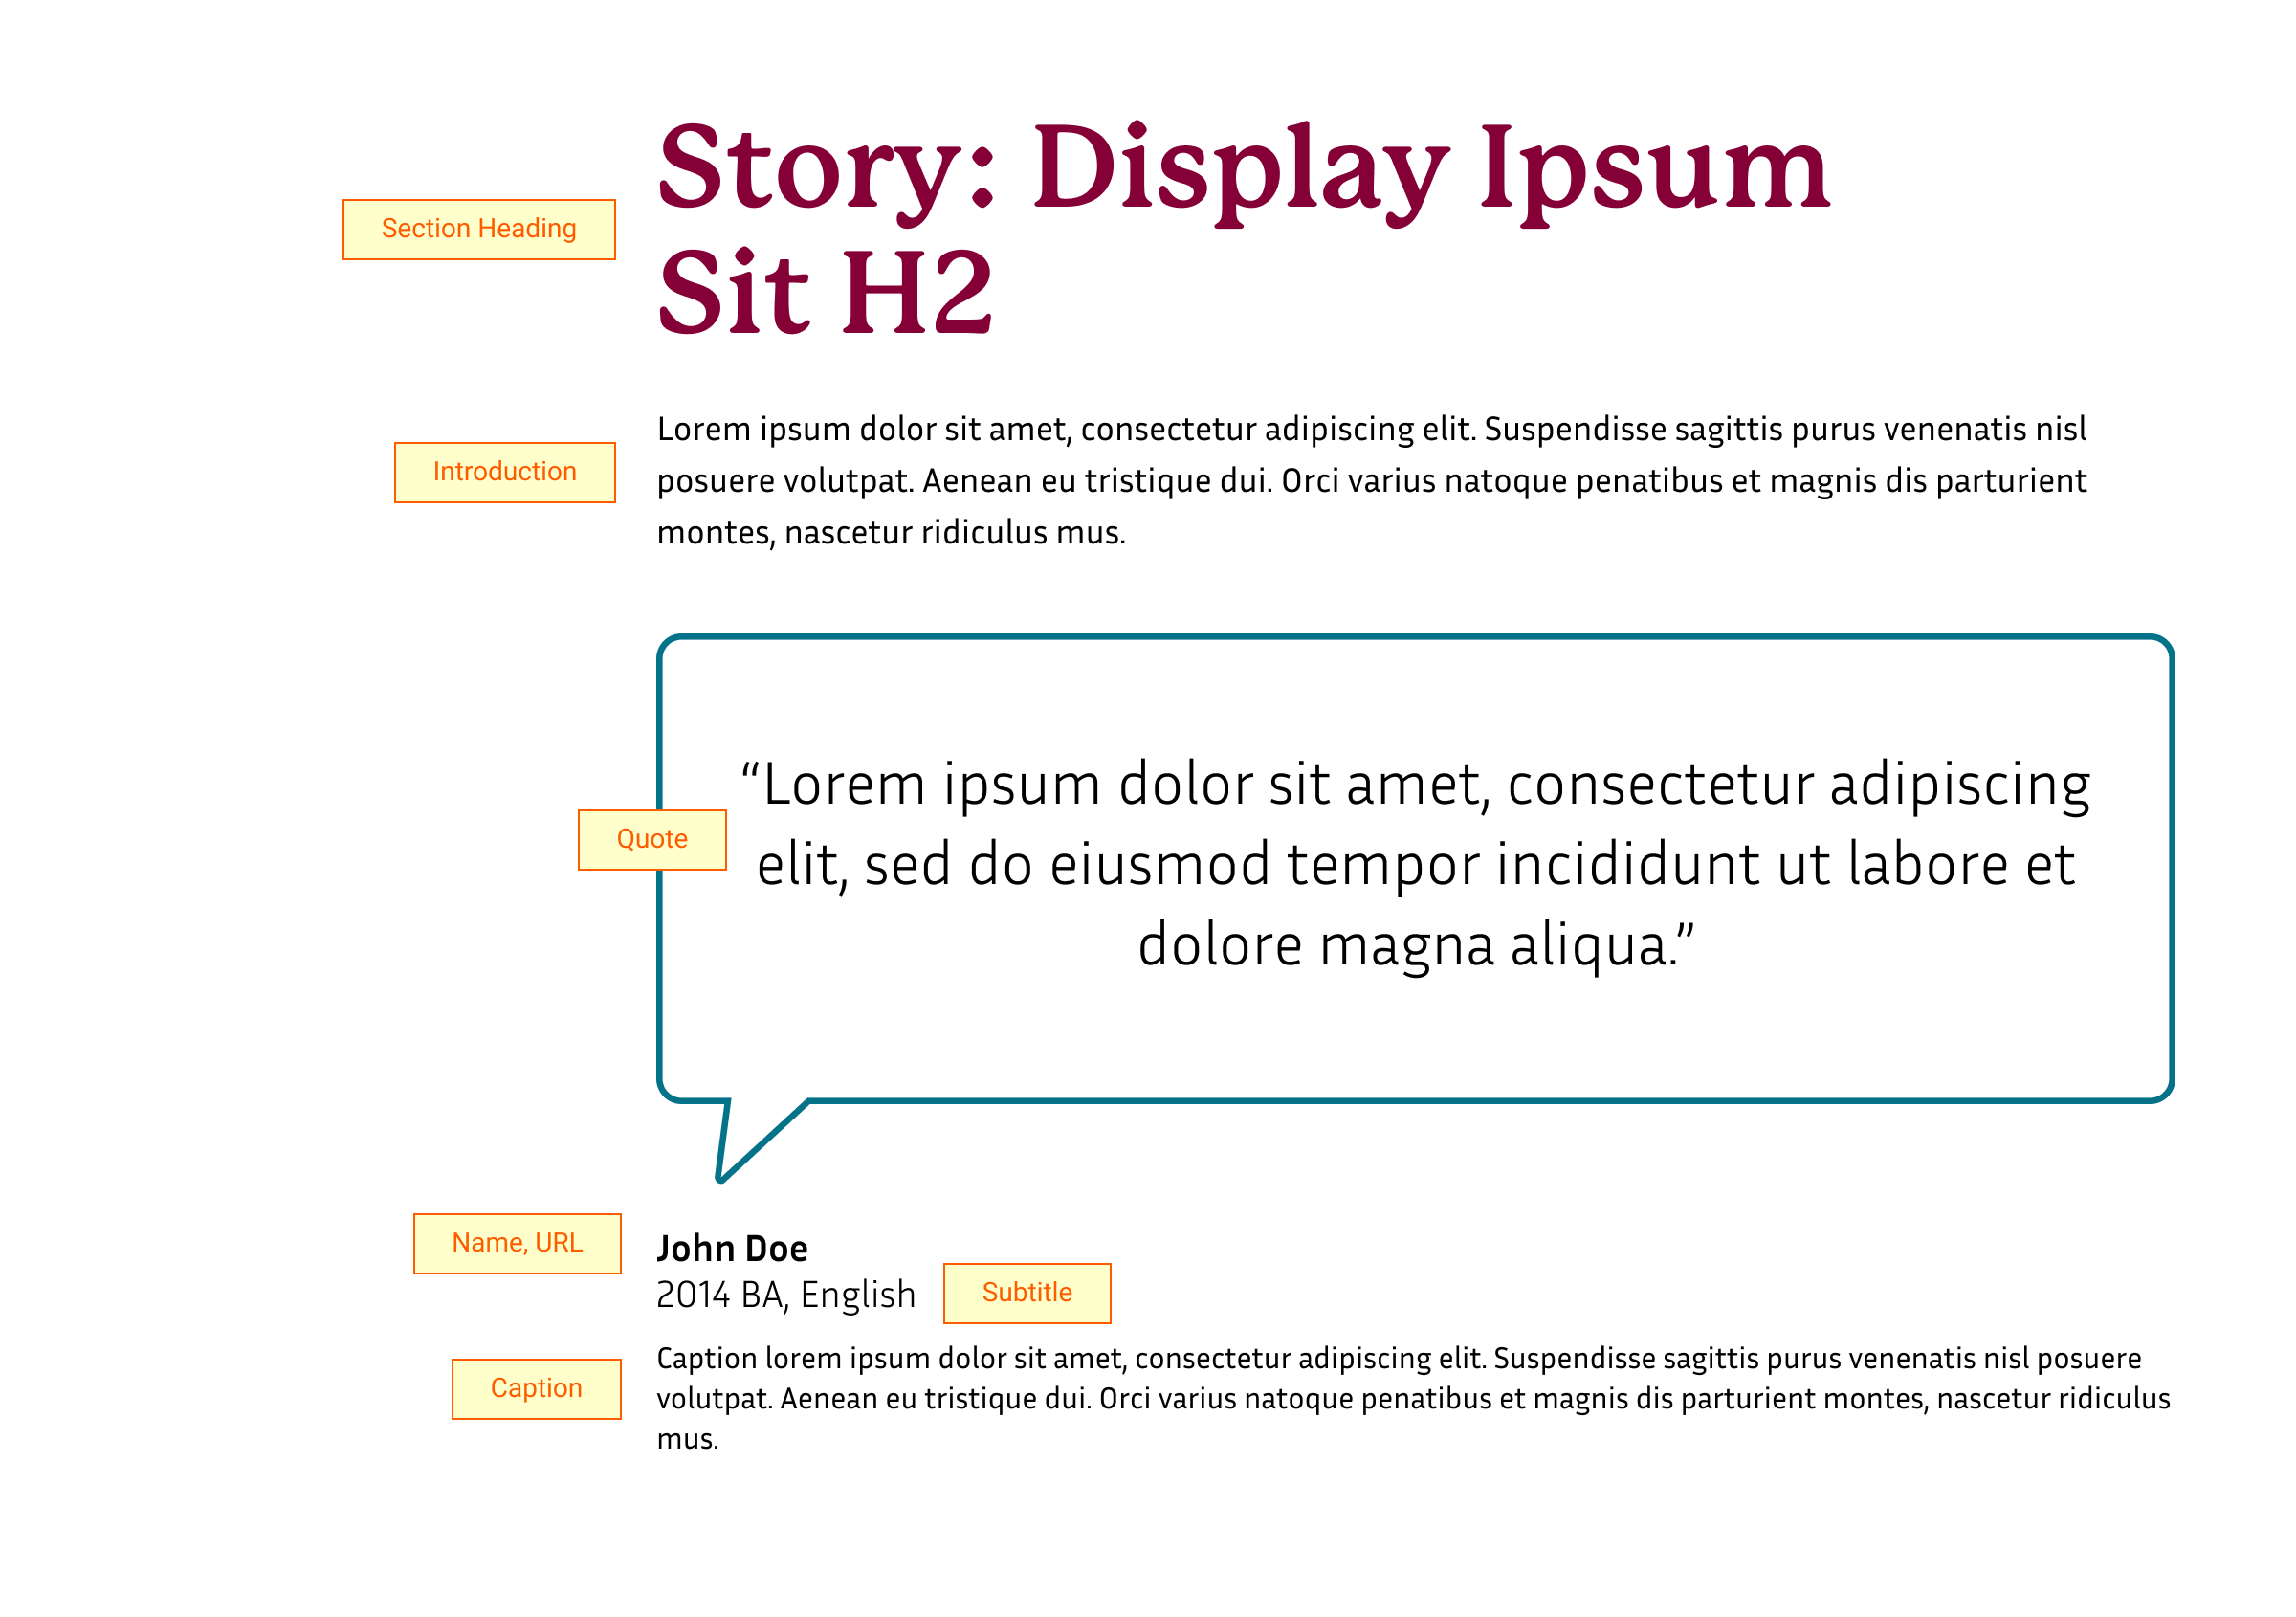 Story: Display Ipsum
Sit H2
Section Heading
Lorem ipsum dolor sit amet, consectetur adipiscing elit. Suspendisse sagittis purus venenatis nisl
posuere volutpat. Aenean eu tristique dui. Orci varius natoque penatibus et magnis dis parturient
montes, nascetur ridiculus mus.
Introduction
“Lorem ipsum dolor sit amet, consectetur adipiscing
elit, sed do eiusmod tempor incididunt ut labore et
dolore magna aliqua.”
Quote
Name, URL
John Doe
2014 BA, English
Subtitle
Caption
Caption lorem ipsum dolor sit amet, consectetur adipiscing elit. Suspendisse sagittis purus venenatis nisl posuere
volutpat. Aenean eu tristique dui. Orci varius natoque penatibus et magnis dis parturient montes, nascetur ridiculus
mus.